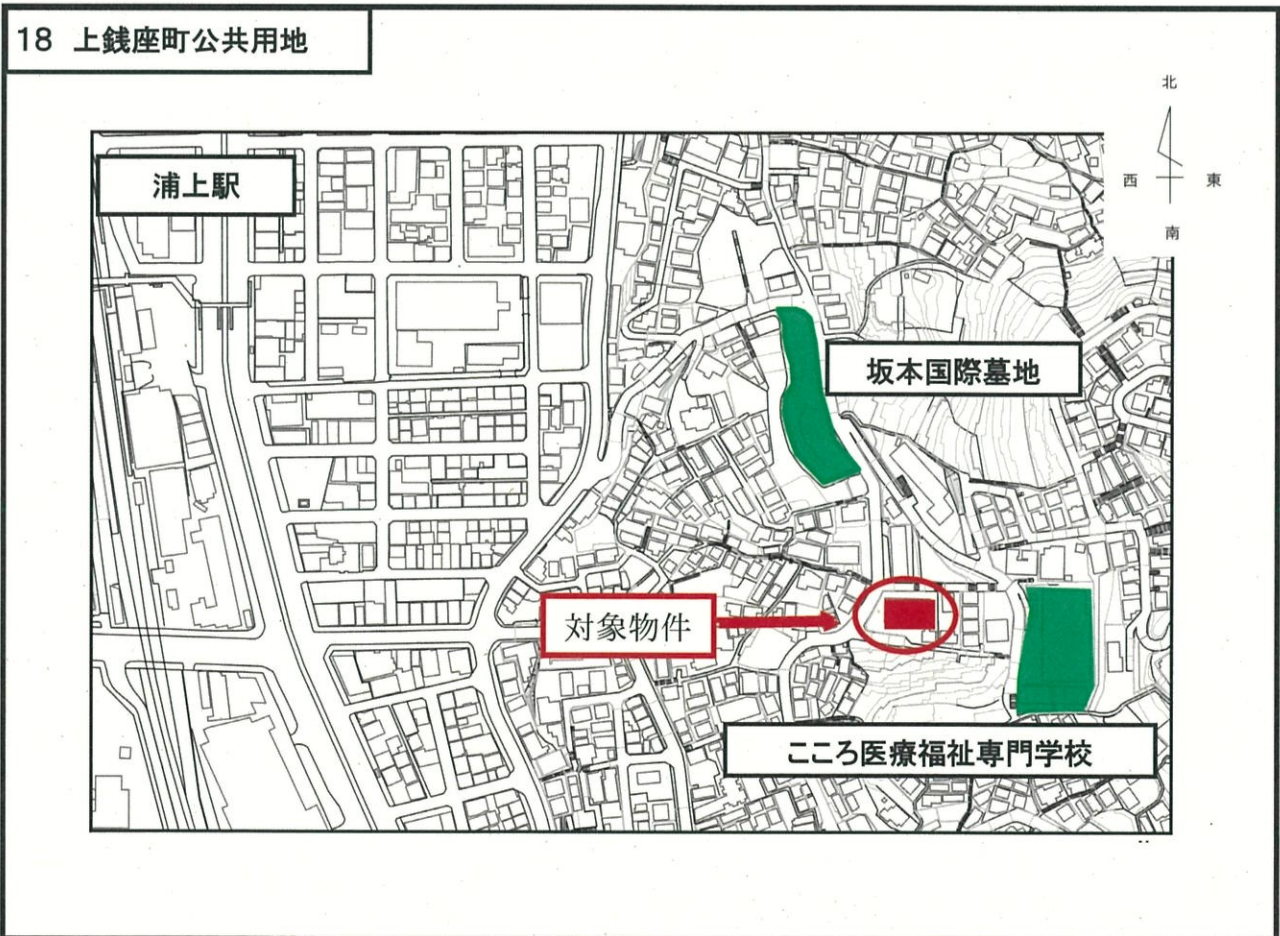 18 上銭座町公共用地
北
西 東
南
浦上駅
坂本国際墓地
対象物件
こころ医療福祉専門学校